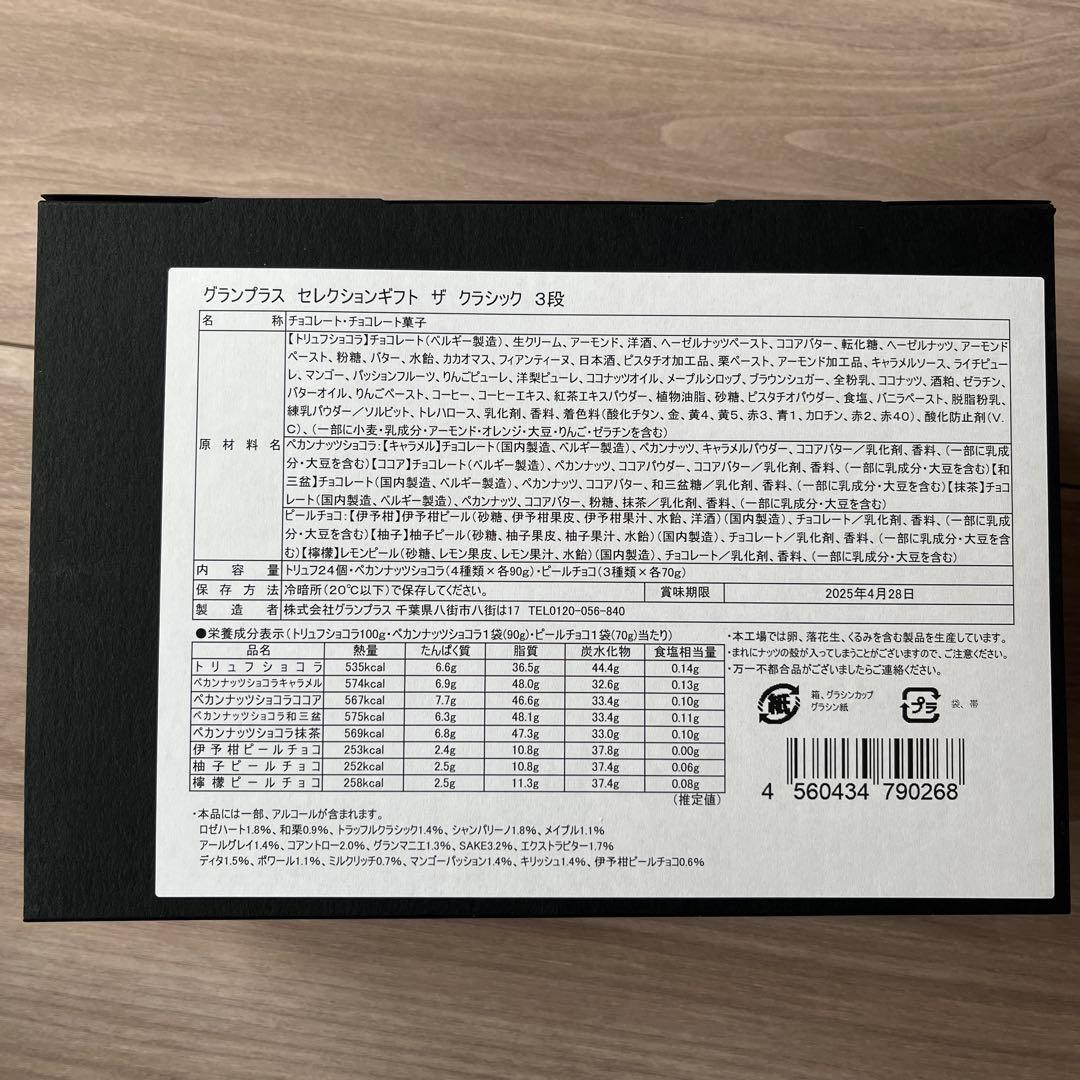 グランプラス セレクションギフト ザ クラシック 3段
名 称 チョコレート・チョコレート菓子
【トリュフショコラ】チョコレート(ベルギー製造)、生クリーム、アーモンド、洋酒、ヘーゼルナッツペースト、ココアバター、転化糖、ヘーゼルナッツ、アーモンド
ペースト、粉糖、バター、水飴、カカオマス、フィアンティーヌ、日本酒、ピスタチオ加工品、栗ペースト、アーモンド加工品、キャラメルソース、ライチピュー
レ、マンゴー、パッションフルーツ、りんごピューレ、洋梨ピューレ、ココナッツオイル、メープルシロップ、ブラウンシュガー、全粉乳、ココナッツ、酒粕、ゼラチン、
バターオイル、りんごペースト、コーヒー、コーヒーエキス、紅茶エキスパウダー、植物油脂、砂糖、ピスタチオパウダー、食塩、バニラペースト、脱脂粉乳、
練乳パウダー/ソルビット、トレハロース、乳化剤、香料、着色料(酸化チタン、金、黄4、黄5、赤3、青1、カロチン、赤2、赤40)、酸化防止剤(V.
C)、(一部に小麦・乳成分・アーモンド・オレンジ・大豆・りんご・ゼラチンを含む)
原 材 料 名 ペカンナッツショコラ:【キャラメル】チョコレート(国内製造、ベルギー製造)、ペカンナッツ、キャラメルパウダー、ココアバター/乳化剤、香料、(一部に乳成
分・大豆を含む)【ココア】チョコレート(ベルギー製造)、ペカンナッツ、ココアパウダー、ココアバター/乳化剤、香料、(一部に乳成分・大豆を含む)【和
三盆】チョコレート(国内製造、ベルギー製造)、ペカンナッツ、ココアバター、和三盆糖/乳化剤、香料、(一部に乳成分・大豆を含む)【抹茶】チョコ
レート(国内製造、ベルギー製造)、ペカンナッツ、ココアバター、粉糖、抹茶/乳化剤、香料、(一部に乳成分・大豆を含む)
ピールチョコ:【伊予柑】伊予柑ピール(砂糖、伊予柑果皮、伊予柑果汁、水飴、洋酒)(国内製造)、チョコレート/乳化剤、香料、(一部に乳成
分・大豆を含む)【柚子】柚子ピール(砂糖、柚子果皮、柚子果汁、水飴)(国内製造)、チョコレート/乳化剤、香料、(一部に乳成分・大豆を
含む)【檸檬】レモンピール(砂糖、レモン果皮、レモン果汁、水飴)(国内製造)、チョコレート/乳化剤、香料、(一部に乳成分・大豆を含む)
内 容 量 トリュフ24個・ペカンナッツショコラ(4種類×各90g)・ピールチョコ(3種類×各70g)
保 存 方 法 冷暗所(20℃以下)で保存してください。 賞味期限 2025年4月28日
製 造 者 株式会社グランプラス 千葉県八街市八街は17 TEL0120-056-840
●栄養成分表示(トリュフショコラ100g・ペカンナッツショコラ1袋(90g)・ピールチョコ1袋(70g)当たり)
品名 熱量 たんぱく質 脂質 炭水化物 食塩相当量
トリュフショコラ 535kcal 6.6g 36.5g 44.4g 0.14g
ペカンナッツショコラキャラメル 574kcal 6.9g 48.0g 32.6g 0.13g
ペカンナッツショコラココア 567kcal 7.7g 46.6g 33.4g 0.10g
ペカンナッツショコラ和三盆 575kcal 6.3g 48.1g 33.4g 0.11g
ペカンナッツショコラ抹茶 569kcal 6.8g 47.3g 33.0g 0.10g
伊予柑ピールチョコ 253kcal 2.4g 10.8g 37.8g 0.00g
柚子ピールチョコ 252kcal 2.5g 10.8g 37.4g 0.06g
檸檬ピールチョコ 258kcal 2.5g 11.3g 37.4g 0.08g
(推定値)
・本工場では卵、落花生、くるみを含む製品を生産しています。
・まれにナッツの殻が入ってしまうことがございますので、ご注意ください。
・万一不都合品がございましたらご連絡ください。
紙 箱、グラシンカップ
グラシン紙
プラ 袋、帯
4 560434 790268
・本品には一部、アルコールが含まれます。
ロゼハート1.8%、和栗0.9%、トラッフルクラシック1.4%、シャンパリーノ1.8%、メイプル1.1%
アールグレイ1.4%、コアントロー2.0%、グランマニエ1.3%、SAKE3.2%、エクストラビター1.7%
ディタ1.5%、ポワール1.1%、ミルクリッチ0.7%、マンゴーパッション1.4%、キリッシュ1.4%、伊予柑ピールチョコ0.6%